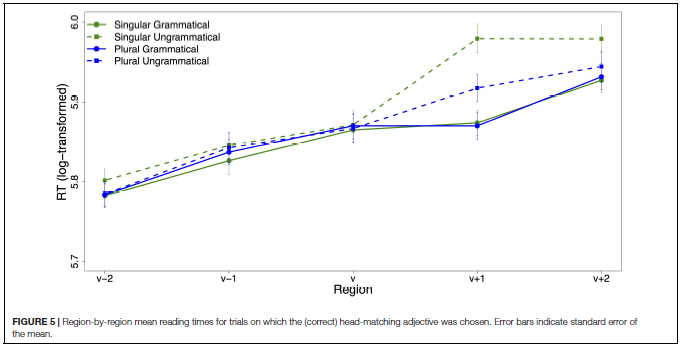 Singular Grammatical
Singular Ungrammatical
Plural Grammatical
Plural Ungrammatical
6.0
5.9
5.8
5.7
RT (log−transformed)
v−2 v−1 v v+1 v+2
Region
FIGURE 5 | Region-by-region mean reading times for trials on which the (correct) head-matching adjective was chosen. Error bars indicate standard error of
the mean.